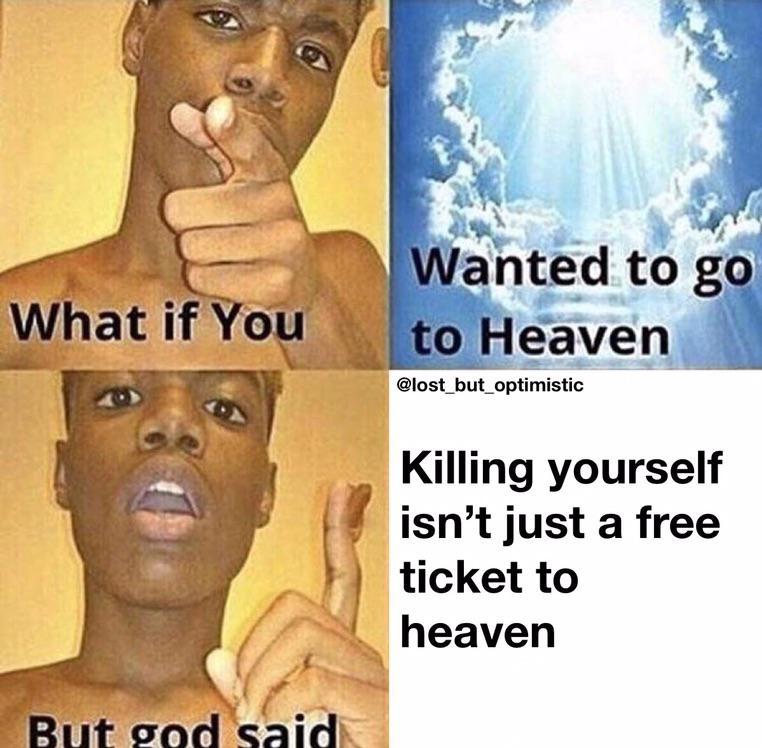 What if You
Wanted to go
to Heaven
@lost_but_optimistic
But god said
Killing yourself
isn't just a free
ticket to
heaven